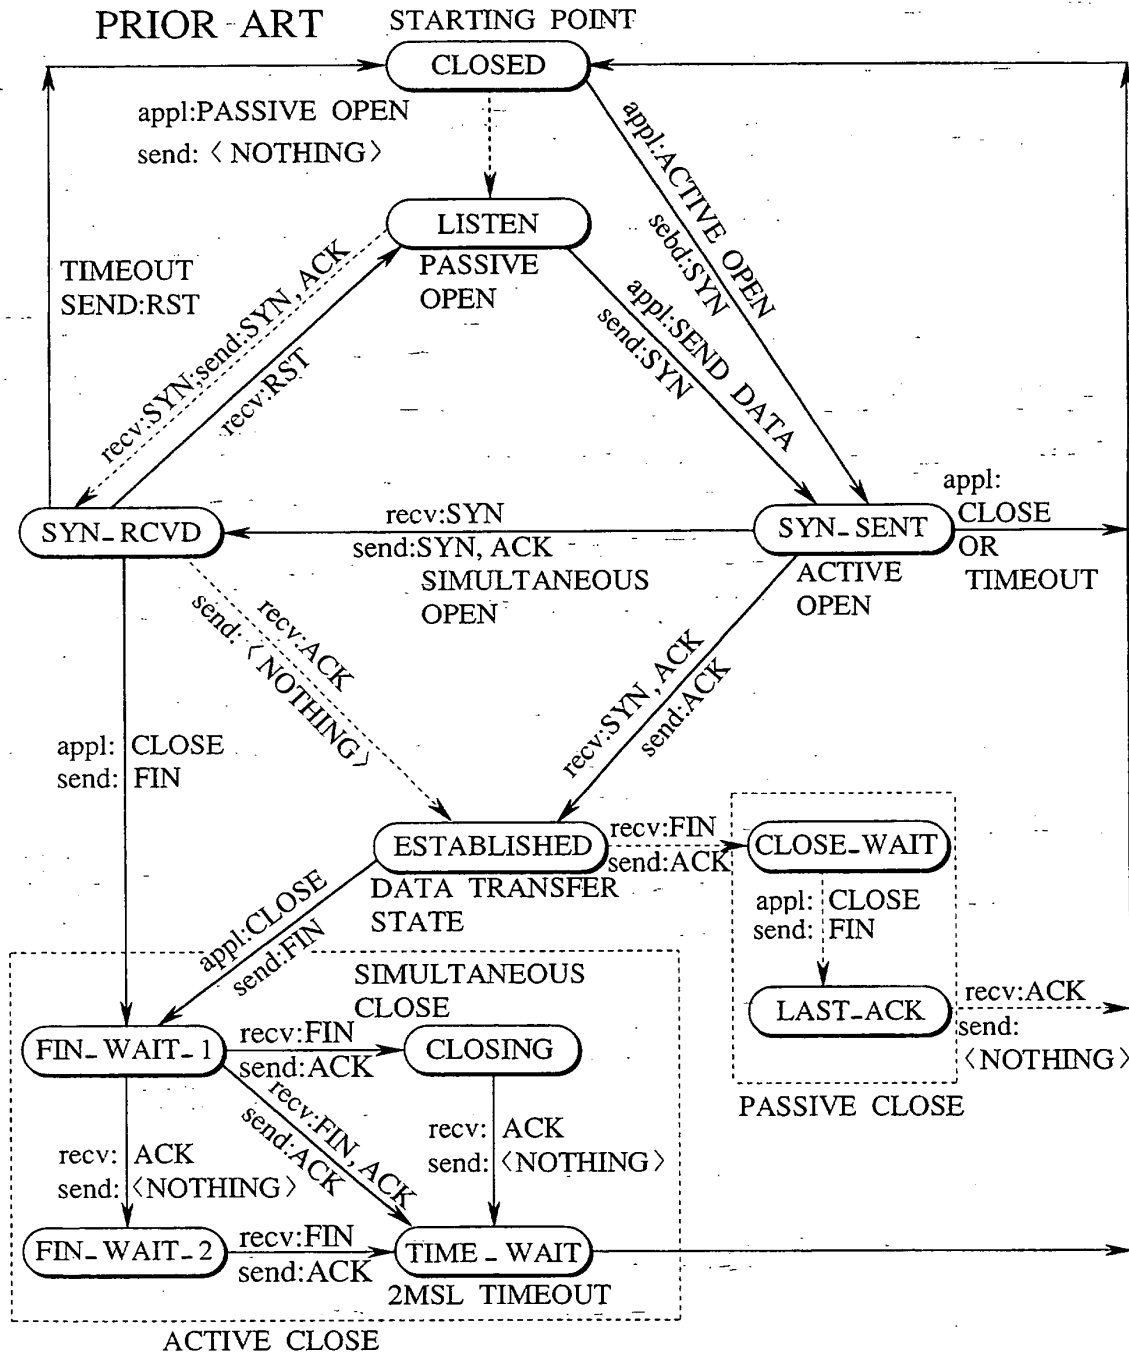 PRIOR ART
STARTING POINT
CLOSED
appl:PASSIVE OPEN
send:〈NOTHING〉
appl:ACTIVE OPEN
sebd:SYN
LISTEN
PASSIVE
OPEN
TIMEOUT
SEND:RST
recv:SYN;send:SYN,ACK
recv:RST
appl:SEND DATA
send:SYN
SYN_RCVD
recv:SYN
send:SYN, ACK
SIMULTANEOUS
OPEN
SYN_SENT
ACTIVE
OPEN
appl:
CLOSE
OR
TIMEOUT
recv:ACK
send:〈NOTHING〉
recv:SYN, ACK
send:ACK
appl: CLOSE
send: FIN
ESTABLISHED
DATA TRANSFER
STATE
recv:FIN
send:ACK
CLOSE_WAIT
appl: CLOSE
send: FIN
LAST_ACK
recv:ACK
send:
〈NOTHING〉
PASSIVE CLOSE
appl:CLOSE
send:FIN
SIMULTANEOUS
CLOSE
FIN_WAIT_1
recv:FIN
send:ACK
CLOSING
recv:FIN, ACK
send:ACK
recv: ACK
send:〈NOTHING〉
recv: ACK
send:〈NOTHING〉
FIN_WAIT_2
recv:FIN
send:ACK
TIME_WAIT
2MSL TIMEOUT
ACTIVE CLOSE